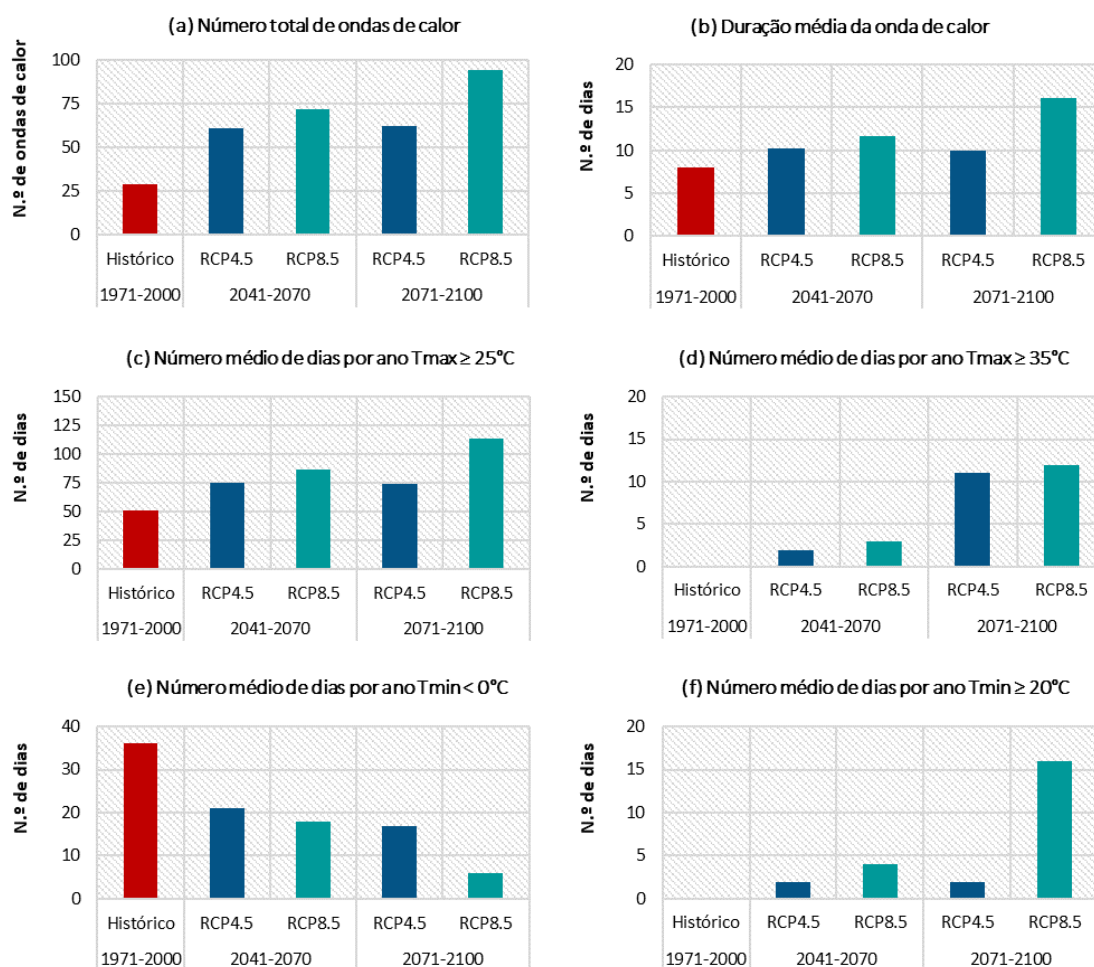 (a) Número total de ondas de calor
N.º de ondas de calor
100
75
50
25
0
Histórico RCP4.5 RCP8.5 RCP4.5 RCP8.5
1971-2000 2041-2070 2071-2100
(b) Duração média da onda de calor
N.º de dias
20
15
10
5
0
Histórico RCP4.5 RCP8.5 RCP4.5 RCP8.5
1971-2000 2041-2070 2071-2100
(c) Número médio de dias por ano Tmax ≥ 25°C
N.º de dias
150
125
100
75
50
25
0
Histórico RCP4.5 RCP8.5 RCP4.5 RCP8.5
1971-2000 2041-2070 2071-2100
(d) Número médio de dias por ano Tmax ≥ 35°C
N.º de dias
20
15
10
5
0
Histórico RCP4.5 RCP8.5 RCP4.5 RCP8.5
1971-2000 2041-2070 2071-2100
(e) Número médio de dias por ano Tmin < 0°C
N.º de dias
40
30
20
10
0
Histórico RCP4.5 RCP8.5 RCP4.5 RCP8.5
1971-2000 2041-2070 2071-2100
(f) Número médio de dias por ano Tmin ≥ 20°C
N.º de dias
20
15
10
5
0
Histórico RCP4.5 RCP8.5 RCP4.5 RCP8.5
1971-2000 2041-2070 2071-2100